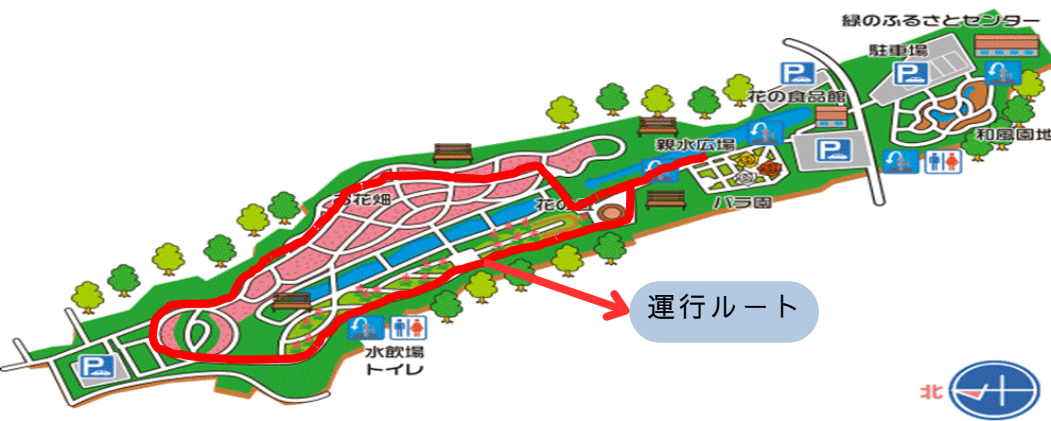 緑のふるさとセンター
駐車場
P
P
花の食品館
和風園地
親水広場
P
バラ園
お花畑
運行ルート
水飲場
トイレ
P
北